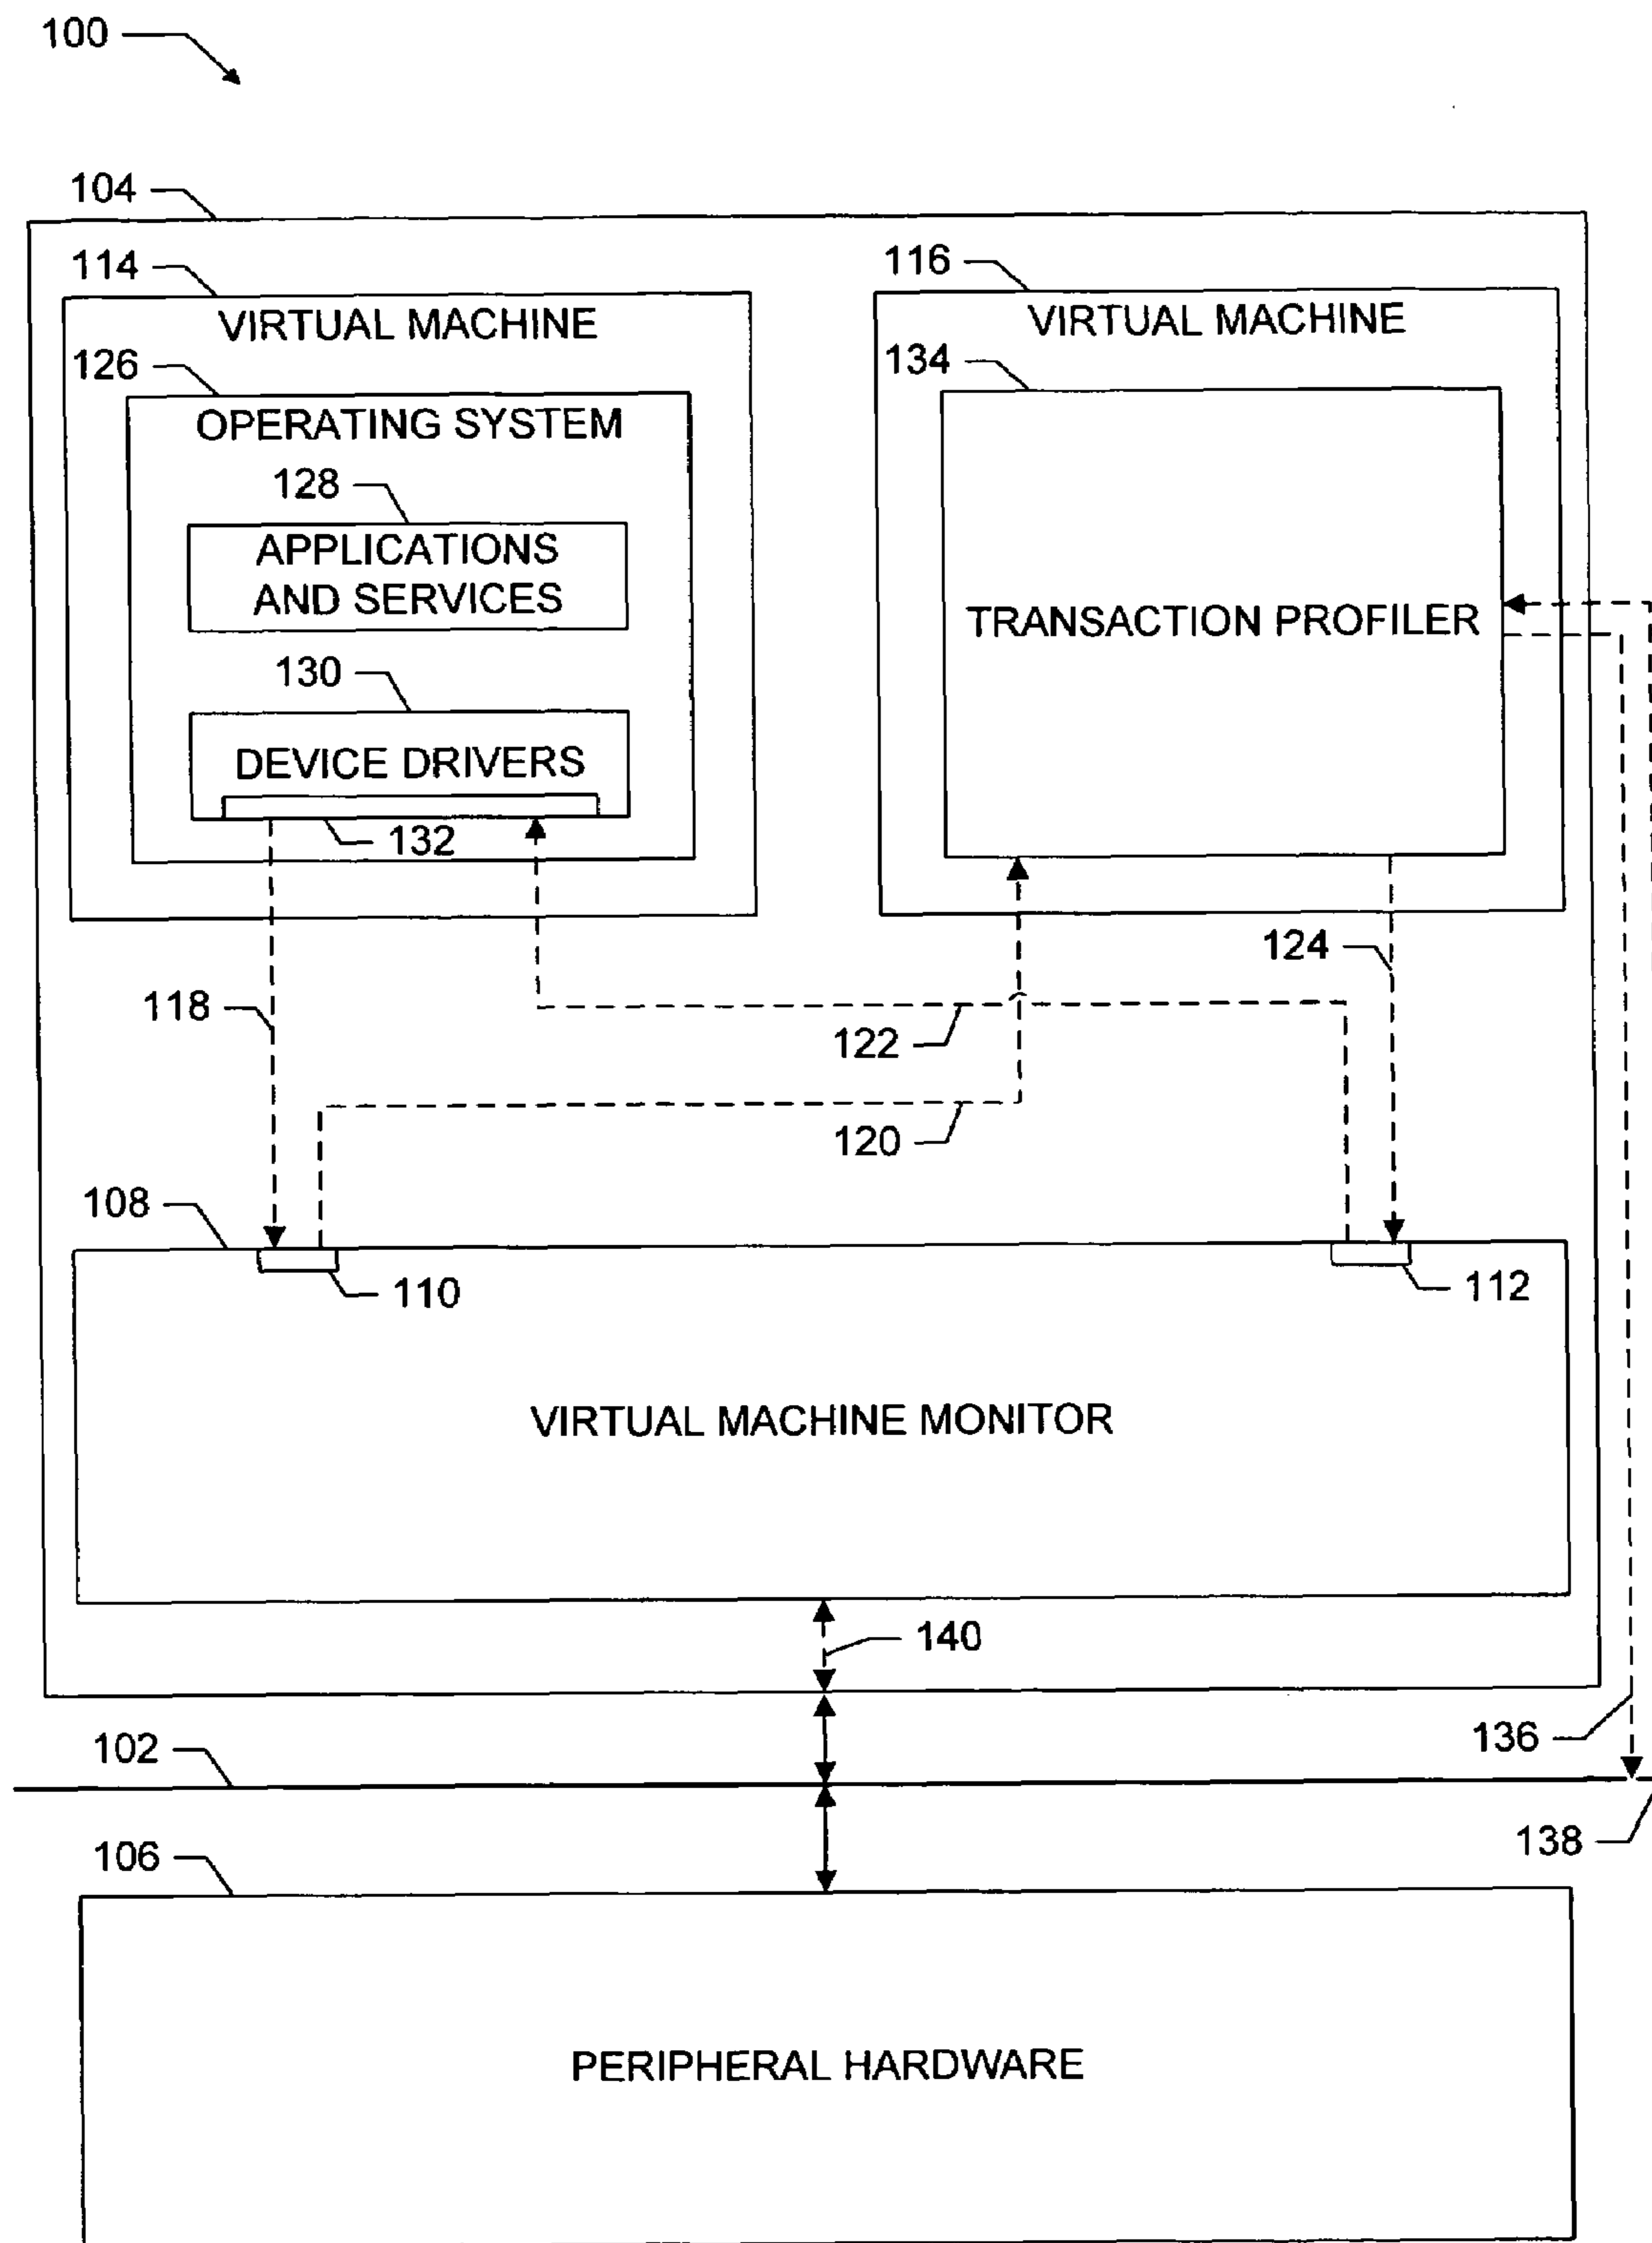 100
104
114
116
VIRTUAL MACHINE
VIRTUAL MACHINE
126
134
OPERATING SYSTEM
128
APPLICATIONS
AND SERVICES
TRANSACTION PROFILER
130
DEVICE DRIVERS
132
124
118
122
120
108
110
112
VIRTUAL MACHINE MONITOR
140
136
102
138
106
PERIPHERAL HARDWARE